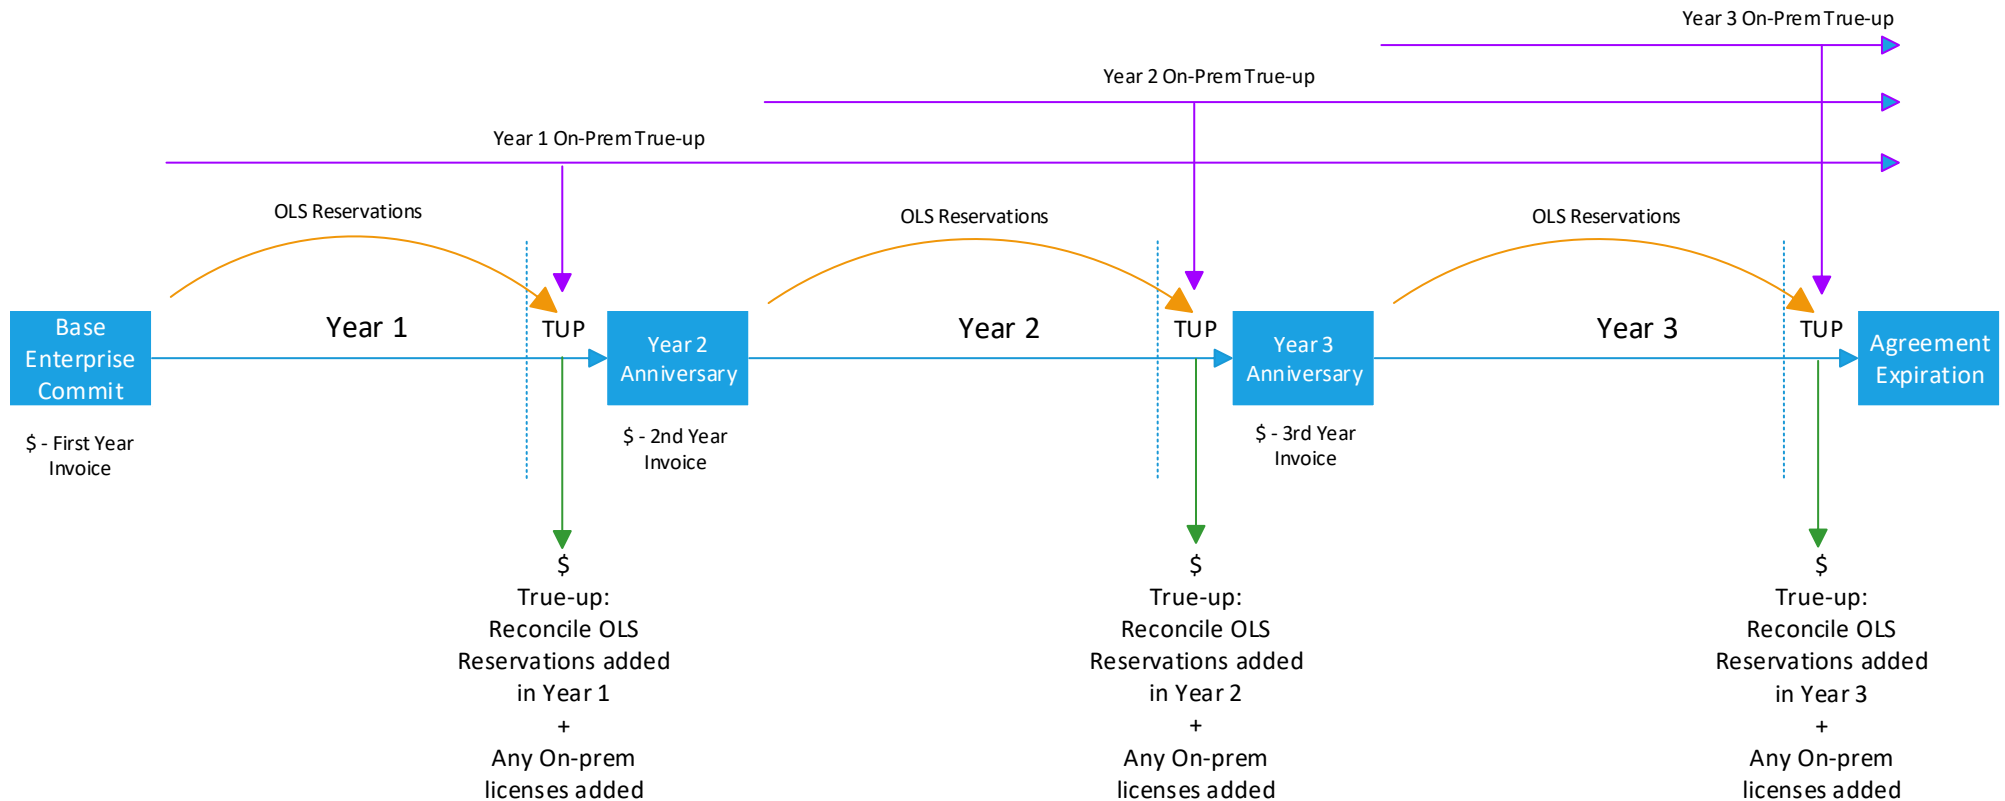 Year 3 On-Prem True-up
Year 2 On-Prem True-up
Year 1 On-Prem True-up
OLS Reservations
OLS Reservations
OLS Reservations
Base
Enterprise
Commit
Year 1
TUP
Year 2
Anniversary
Year 2
TUP
Year 3
Anniversary
Year 3
TUP
Agreement
Expiration
$ - First Year
Invoice
$ - 2nd Year
Invoice
$ - 3rd Year
Invoice
$
True-up:
Reconcile OLS
Reservations added
in Year 1
+
Any On-prem
licenses added
$
True-up:
Reconcile OLS
Reservations added
in Year 2
+
Any On-prem
licenses added
$
True-up:
Reconcile OLS
Reservations added
in Year 3
+
Any On-prem
licenses added